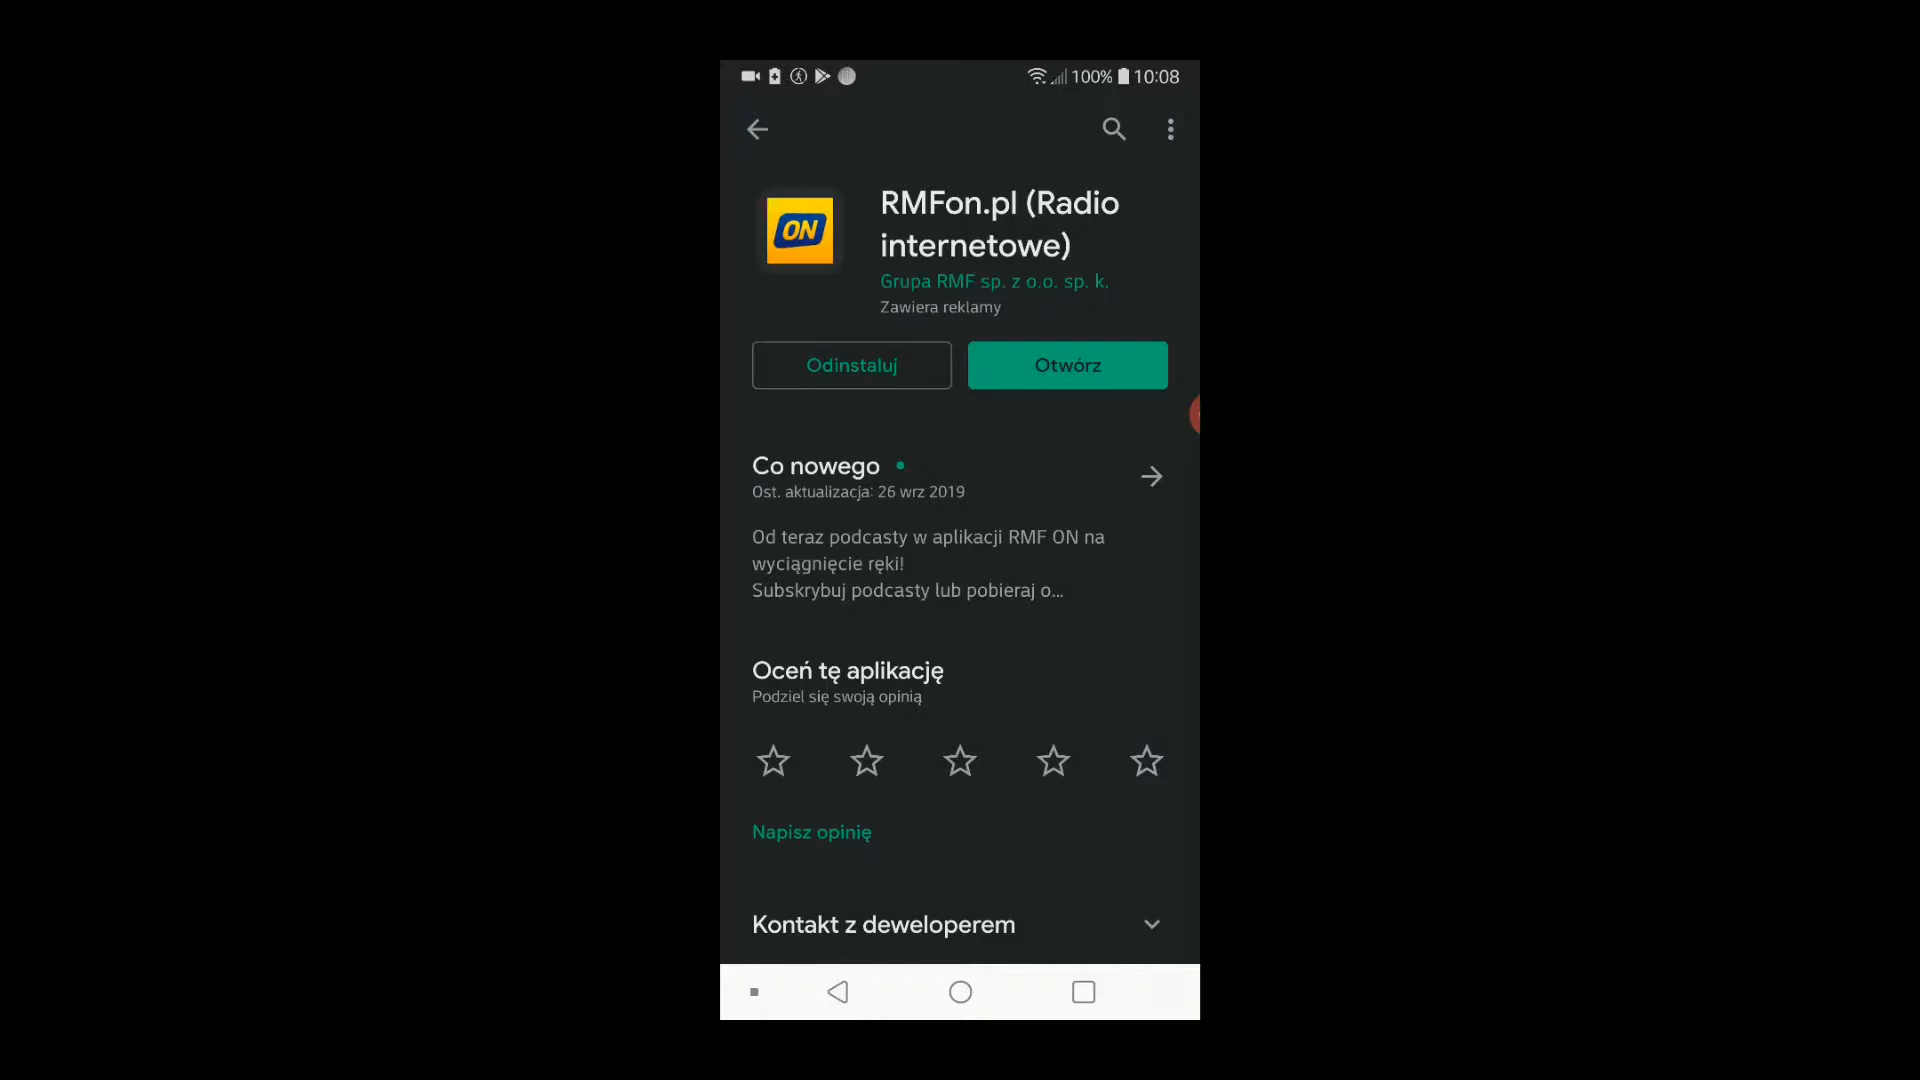 100% 10:08
ON
RMFon.pl (Radio
internetowe)
Grupa RMF sp. z o.o. sp. k.
Zawiera reklamy
Odinstaluj
Otwórz
Co nowego
Ost. aktualizacja: 26 wrz 2019
Od teraz podcasty w aplikacji RMF ON na
wyciągnięcie ręki!
Subskrybuj podcasty lub pobieraj o...
Oceń tę aplikację
Podziel się swoją opinią
Napisz opinię
Kontakt z deweloperem